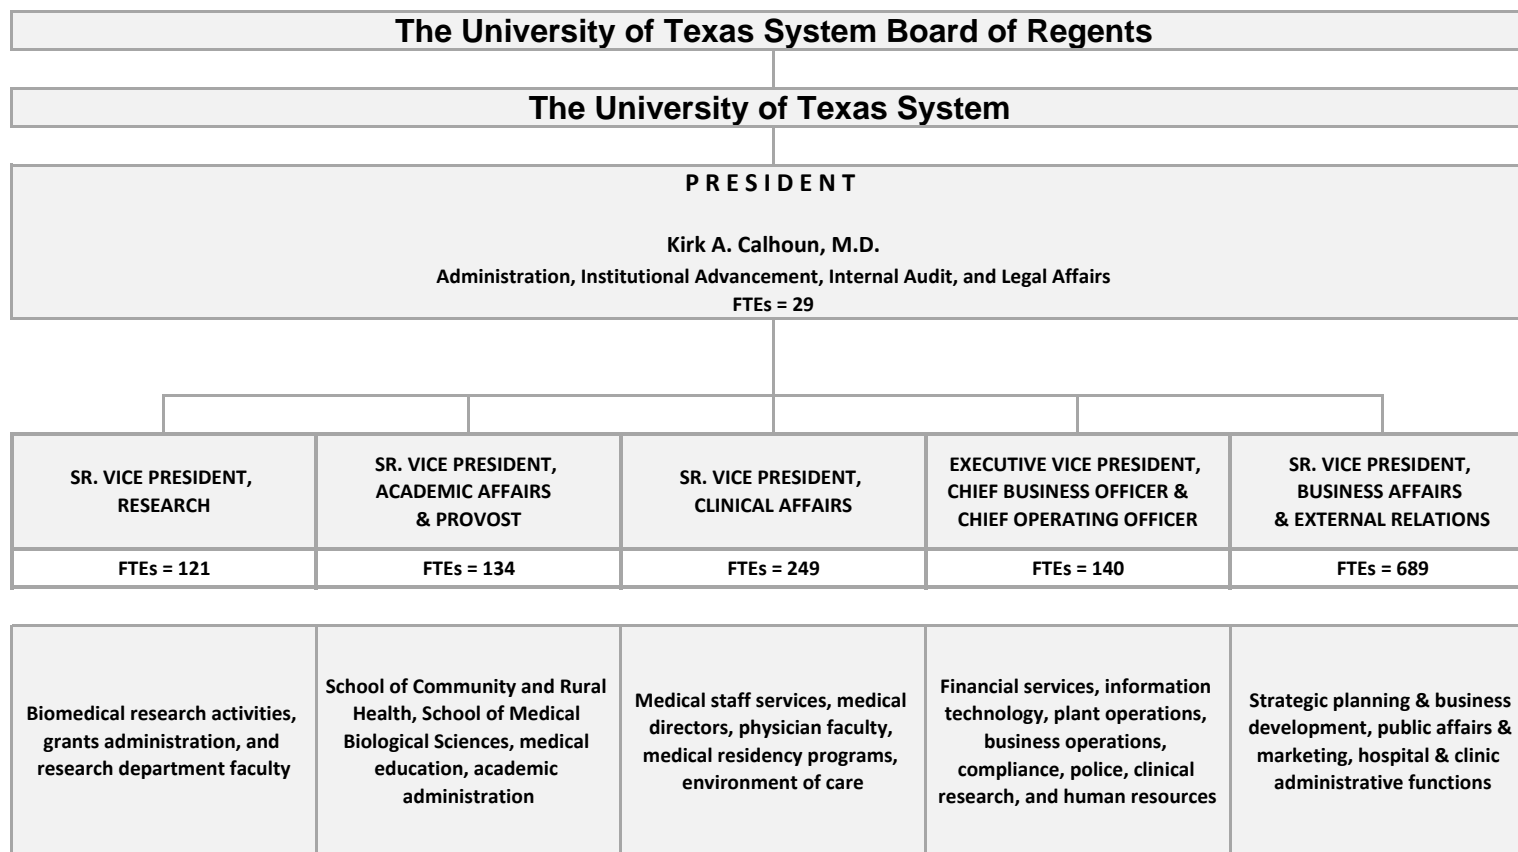 The University of Texas System Board of Regents
The University of Texas System
P R E S I D E N T
Kirk A. Calhoun, M.D.
Administration, Institutional Advancement, Internal Audit, and Legal Affairs
FTEs = 29
SR. VICE PRESIDENT,
RESEARCH
SR. VICE PRESIDENT,
ACADEMIC AFFAIRS
& PROVOST
SR. VICE PRESIDENT,
CLINICAL AFFAIRS
EXECUTIVE VICE PRESIDENT,
CHIEF BUSINESS OFFICER &
CHIEF OPERATING OFFICER
SR. VICE PRESIDENT,
BUSINESS AFFAIRS
& EXTERNAL RELATIONS
FTEs = 121
FTEs = 134
FTEs = 249
FTEs = 140
FTEs = 689
Biomedical research activities,
grants administration, and
research department faculty
School of Community and Rural
Health, School of Medical
Biological Sciences, medical
education, academic
administration
Medical staff services, medical
directors, physician faculty,
medical residency programs,
environment of care
Financial services, information
technology, plant operations,
business operations,
compliance, police, clinical
research, and human resources
Strategic planning & business
development, public affairs &
marketing, hospital & clinic
administrative functions